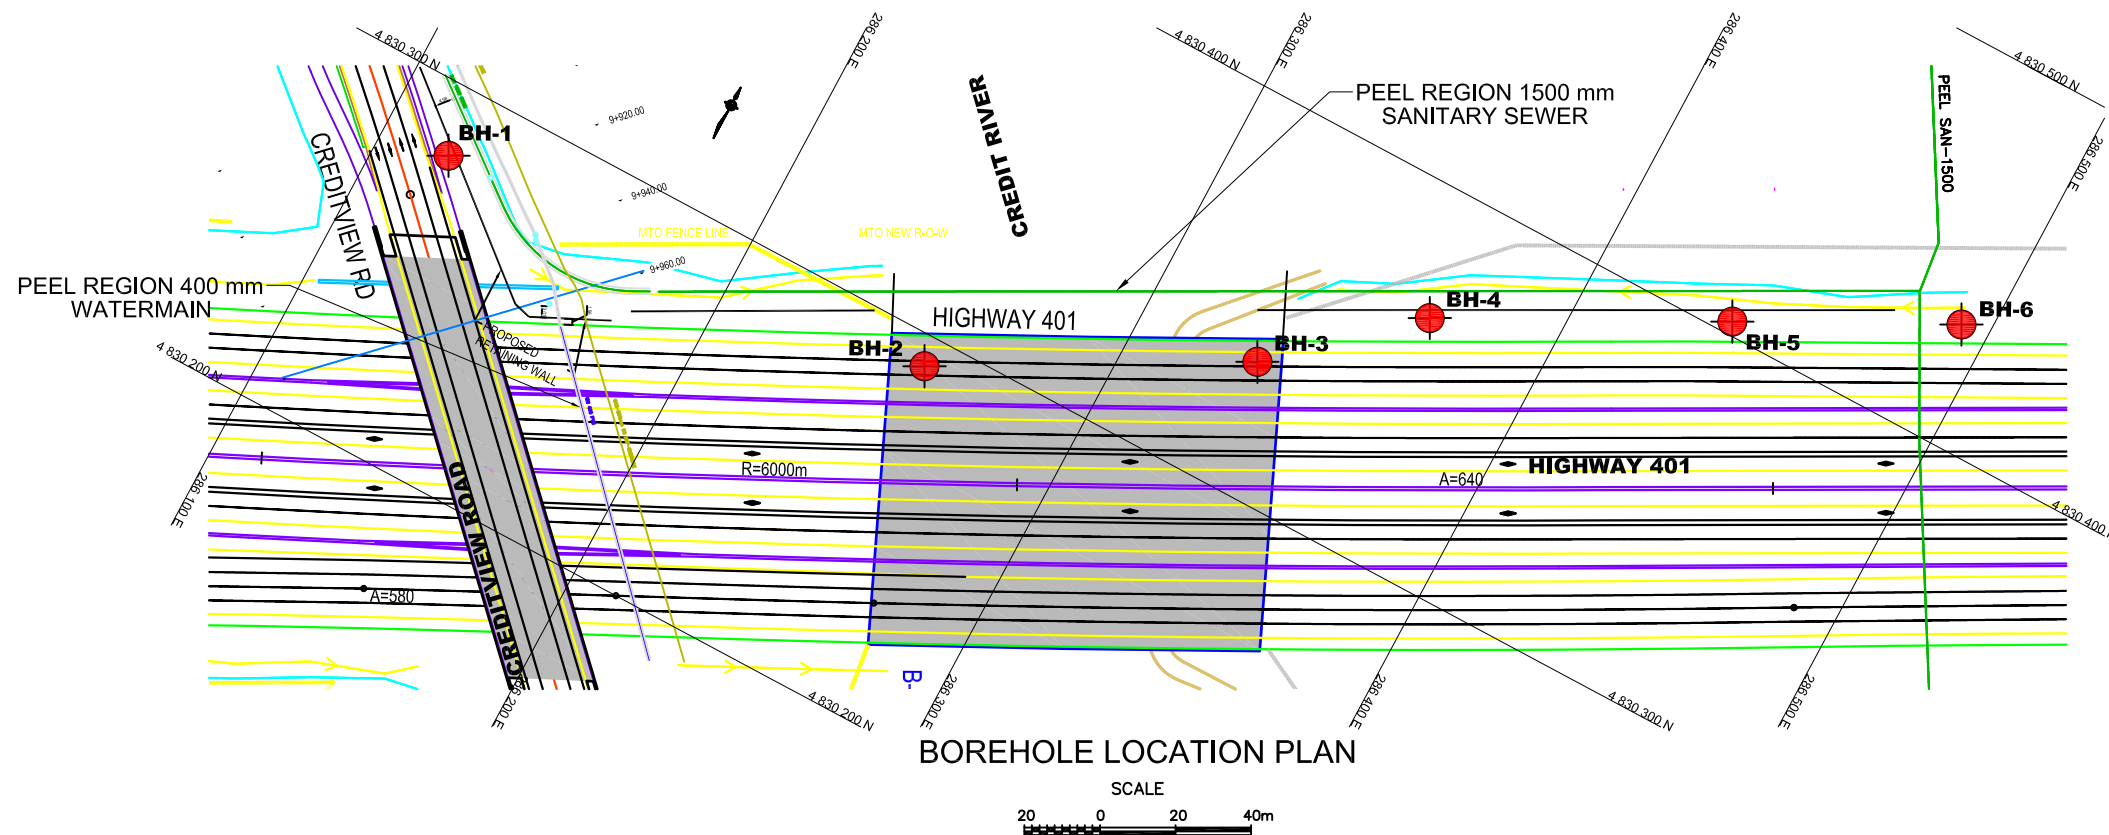 4 830 300 N
286 200 E
286 300 E
4 830 400 N
286 400 E
4 830 500 N
PEEL REGION 1500 mm
SANITARY SEWER
PEEL SAN-1500
286 500 E
CREDIT RIVER
9+920.00
BH-1
CREDITVIEW RD
9+940.00
MTO FENCE LINE
MTO NEW R-O-W
9+960.00
PEEL REGION 400 mm
WATERMAIN
HIGHWAY 401
BH-4
BH-6
BH-5
BH-2
BH-3
PROPOSED
RETAINING WALL
4 830 200 N
R=6000m
HIGHWAY 401
A=640
286 100 E
4 830 400 N
CREDITVIEW ROAD
A=580
B-
286 200 E
4 830 200 N
286 300 E
286 400 E
4 830 300 N
286 500 E
BOREHOLE LOCATION PLAN
SCALE
20 0 20 40m